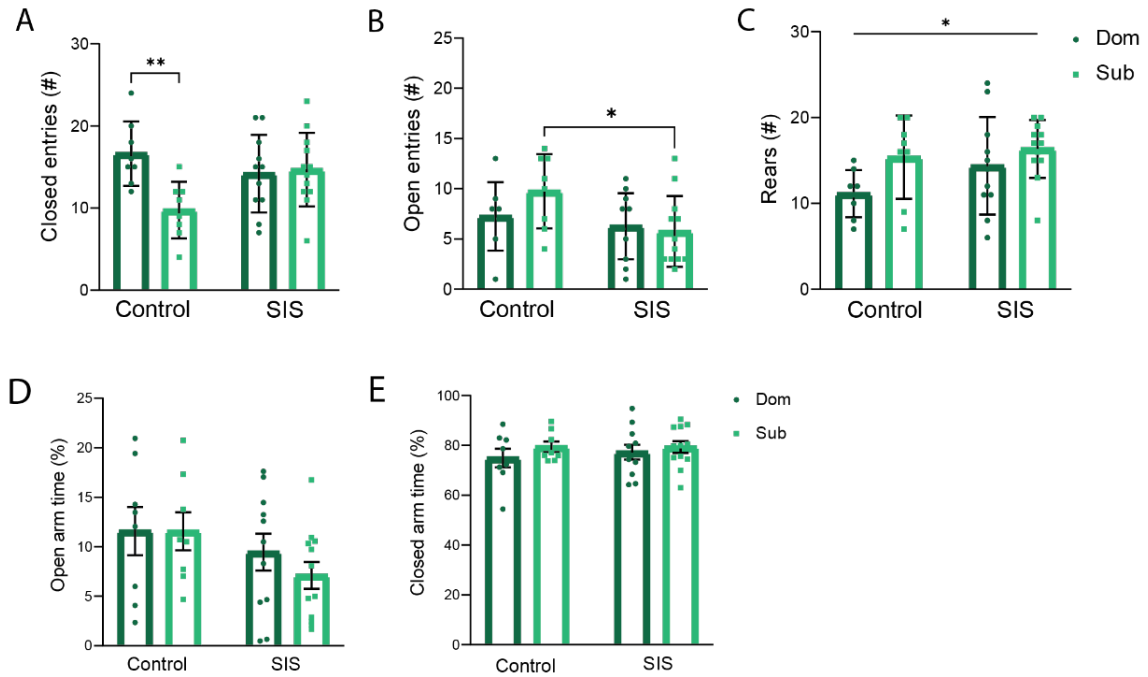 A
Closed entries (#)
30
20
10
0
**
Control
SIS
B
Open entries (#)
25
20
15
10
5
0
*
Control
SIS
C
Rears (#)
30
20
10
0
*
Control
SIS
Dom
Sub
D
Open arm time (%)
25
20
15
10
5
0
Control
SIS
E
Closed arm time (%)
100
80
60
40
20
0
Control
SIS
Dom
Sub